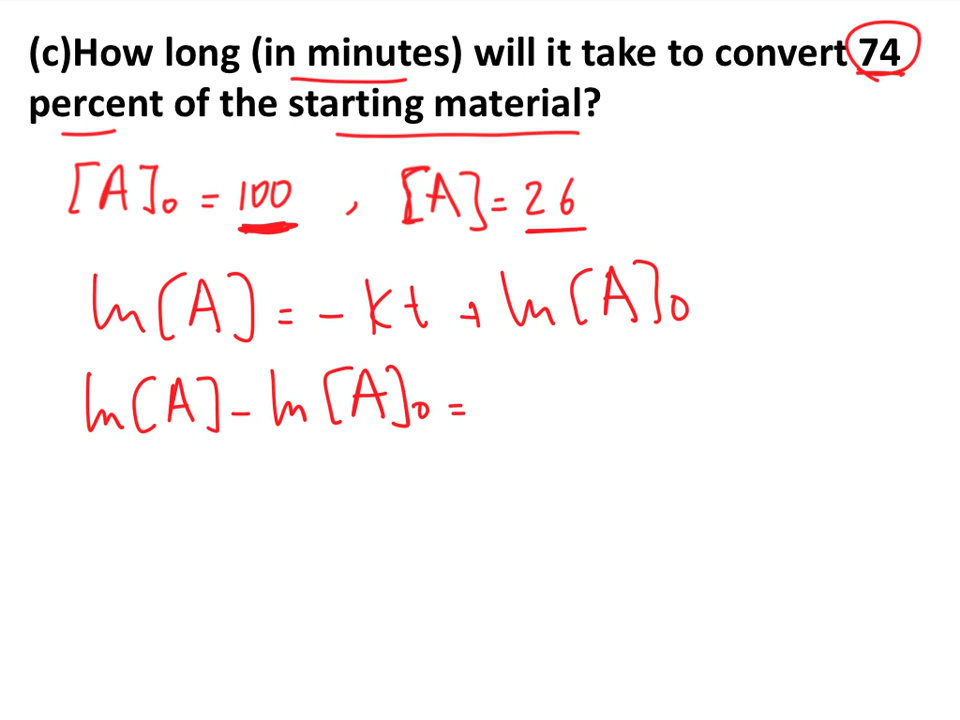 (c)How long (in minutes) will it take to convert 74
percent of the starting material?
[A]₀ = 100 , [A] = 26
ln[A] = - kt + ln[A]₀
ln[A] - ln[A]₀ =